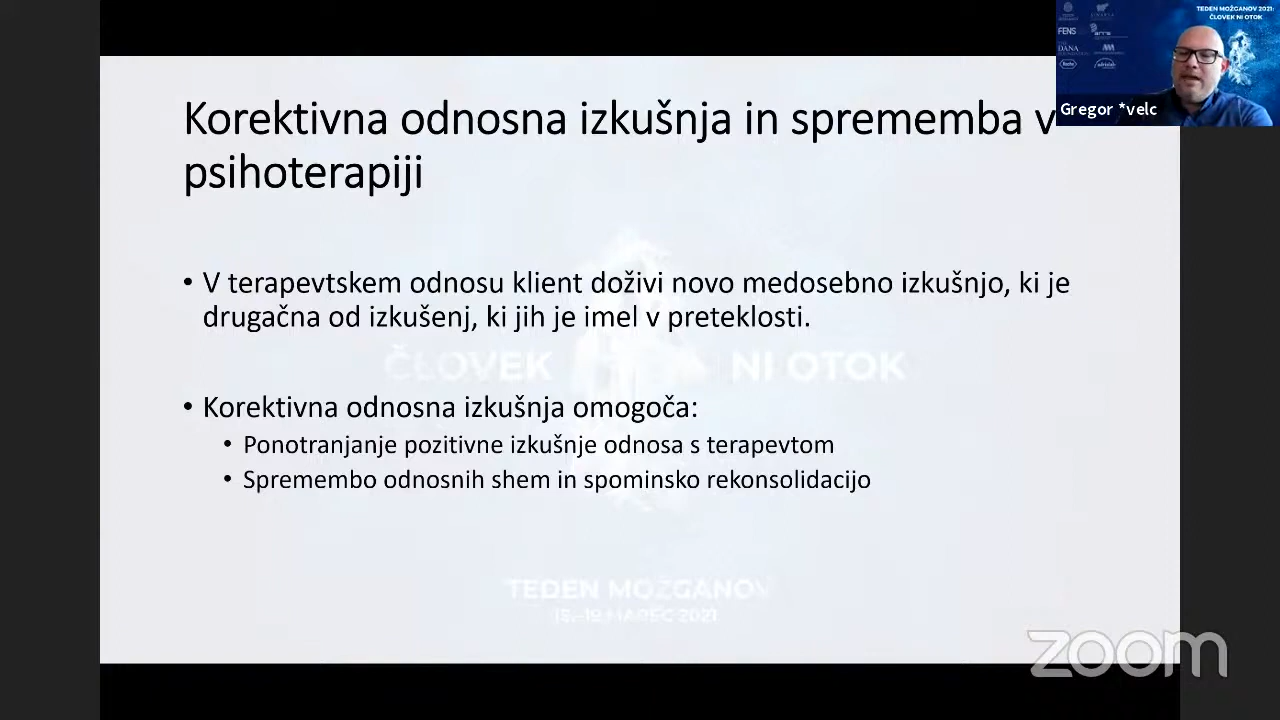 TEDEN MOŽGANOV 2021:
ČLOVEK NI OTOK
FENS
DANA
Roche
Gregor *velc
Korektivna odnosna izkušnja in sprememba v
psihoterapiji
• V terapevtskem odnosu klient doživi novo medosebno izkušnjo, ki je
drugačna od izkušenj, ki jih je imel v preteklosti.
ČLOVEK NI OTOK
• Korektivna odnosna izkušnja omogoča:
• Ponotranjanje pozitivne izkušnje odnosa s terapevtom
• Spremembo odnosnih shem in spominsko rekonsolidacijo
TEDEN MOŽGANOV
15.–19. MAREC 2021
zoom